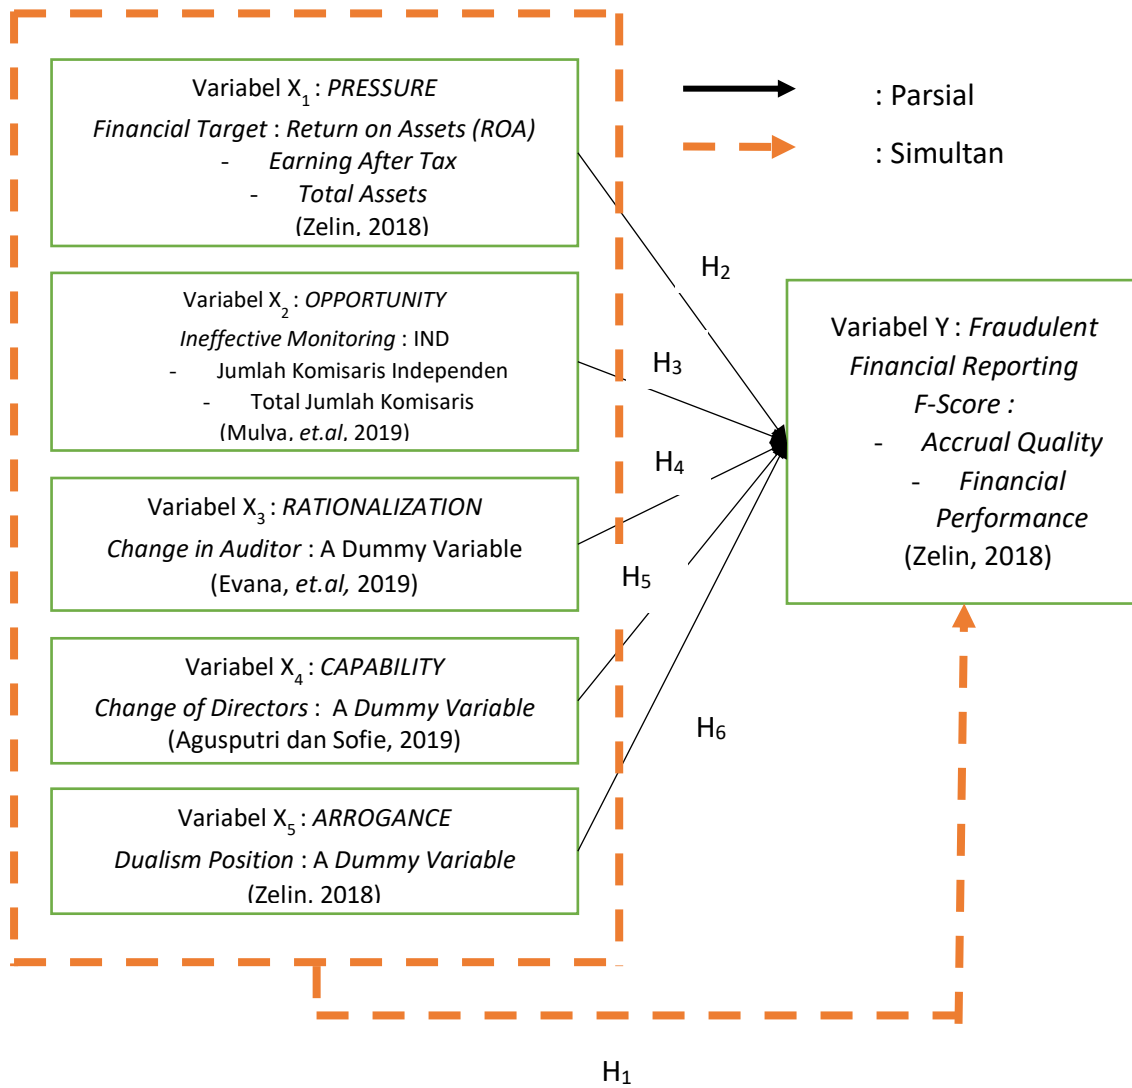 Variabel X1 : PRESSURE
Financial Target : Return on Assets (ROA)
- Earning After Tax
- Total Assets
(Zelin, 2018)
Variabel X2 : OPPORTUNITY
Ineffective Monitoring : IND
- Jumlah Komisaris Independen
- Total Jumlah Komisaris
(Mulya, et.al, 2019)
Variabel X3 : RATIONALIZATION
Change in Auditor : A Dummy Variable
(Evana, et.al, 2019)
Variabel X4 : CAPABILITY
Change of Directors : A Dummy Variable
(Agusputri dan Sofie, 2019)
Variabel X5 : ARROGANCE
Dualism Position : A Dummy Variable
(Zelin, 2018)
: Parsial
: Simultan
H2
H3
H4
H5
H6
Variabel Y : Fraudulent
Financial Reporting
F-Score :
- Accrual Quality
- Financial
Performance
(Zelin, 2018)
H1